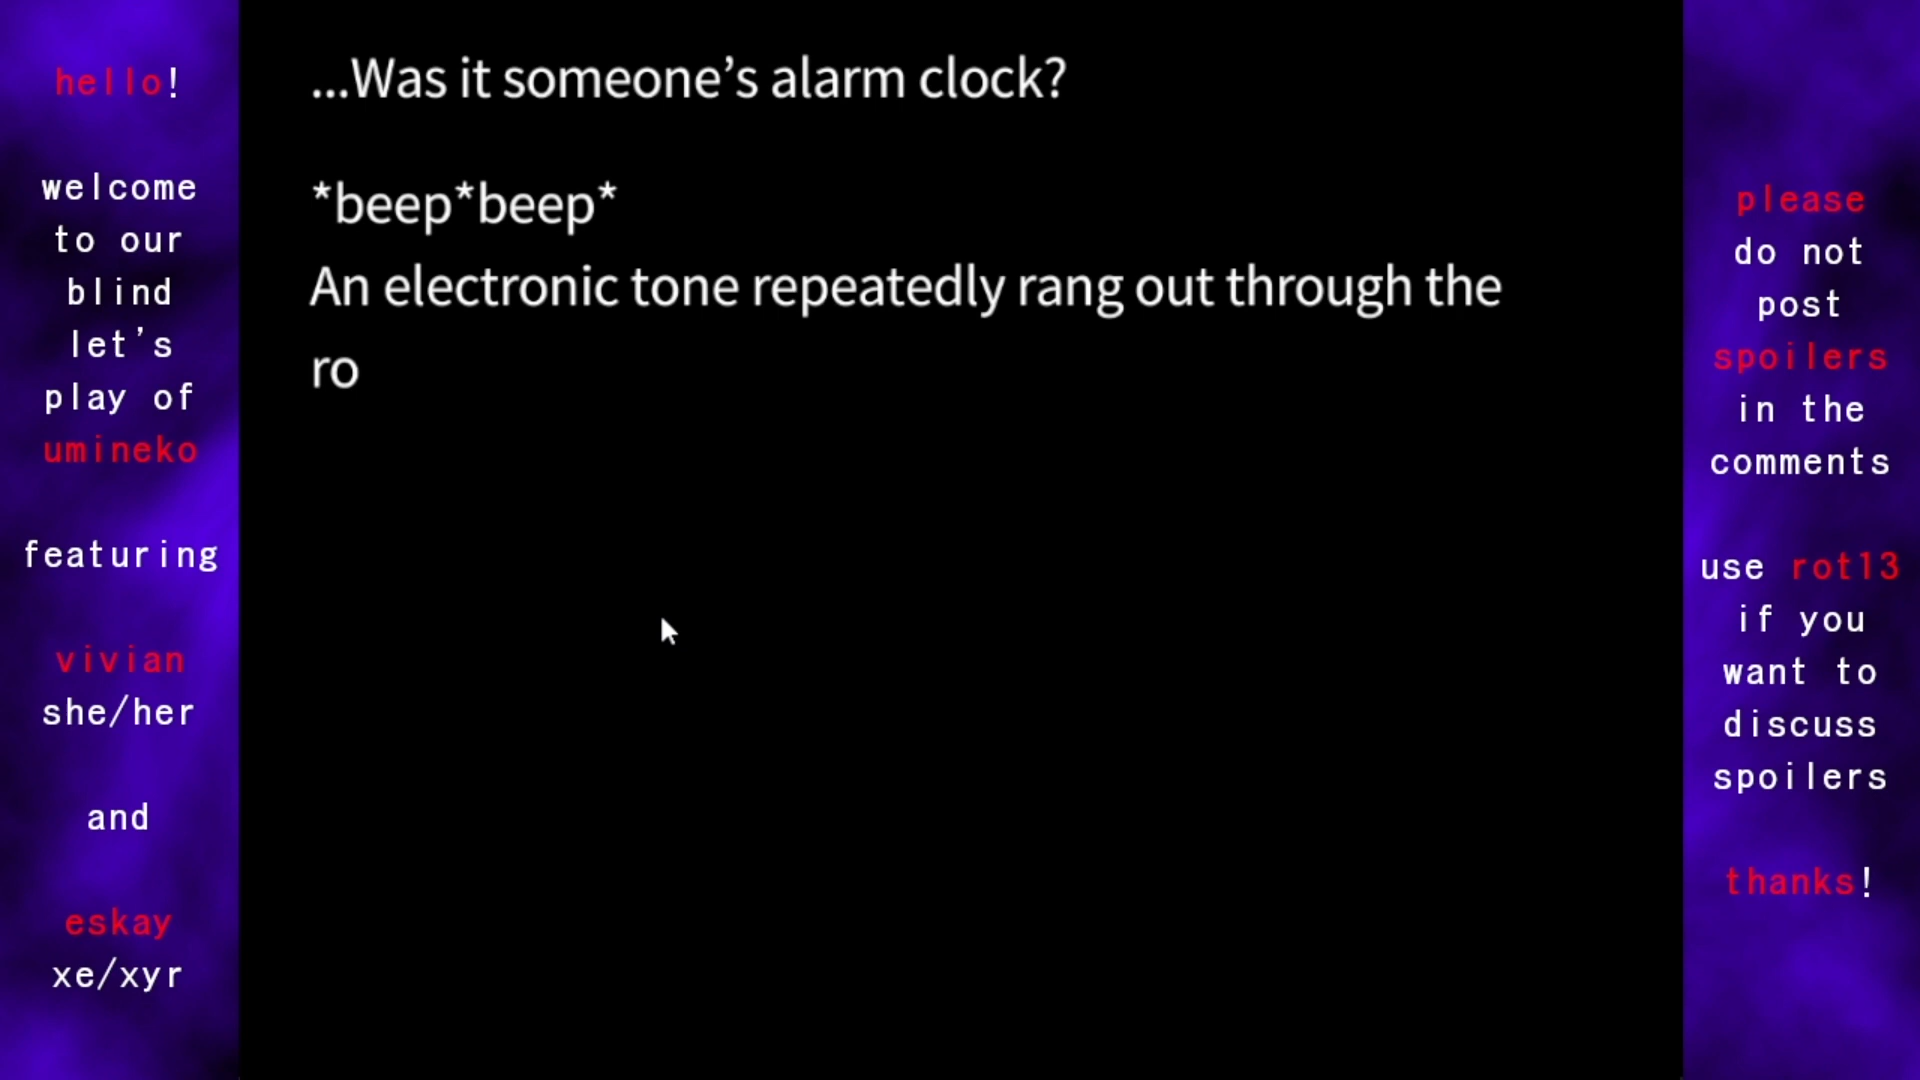 hello!
welcome
to our
blind
let's
play of
umineko
featuring
vivian
she/her
and
eskay
xe/xyr
...Was it someone’s alarm clock?
*beep*beep*
An electronic tone repeatedly rang out through the
ro
please
do not
post
spoilers
in the
comments
use rot13
if you
want to
discuss
spoilers
thanks!